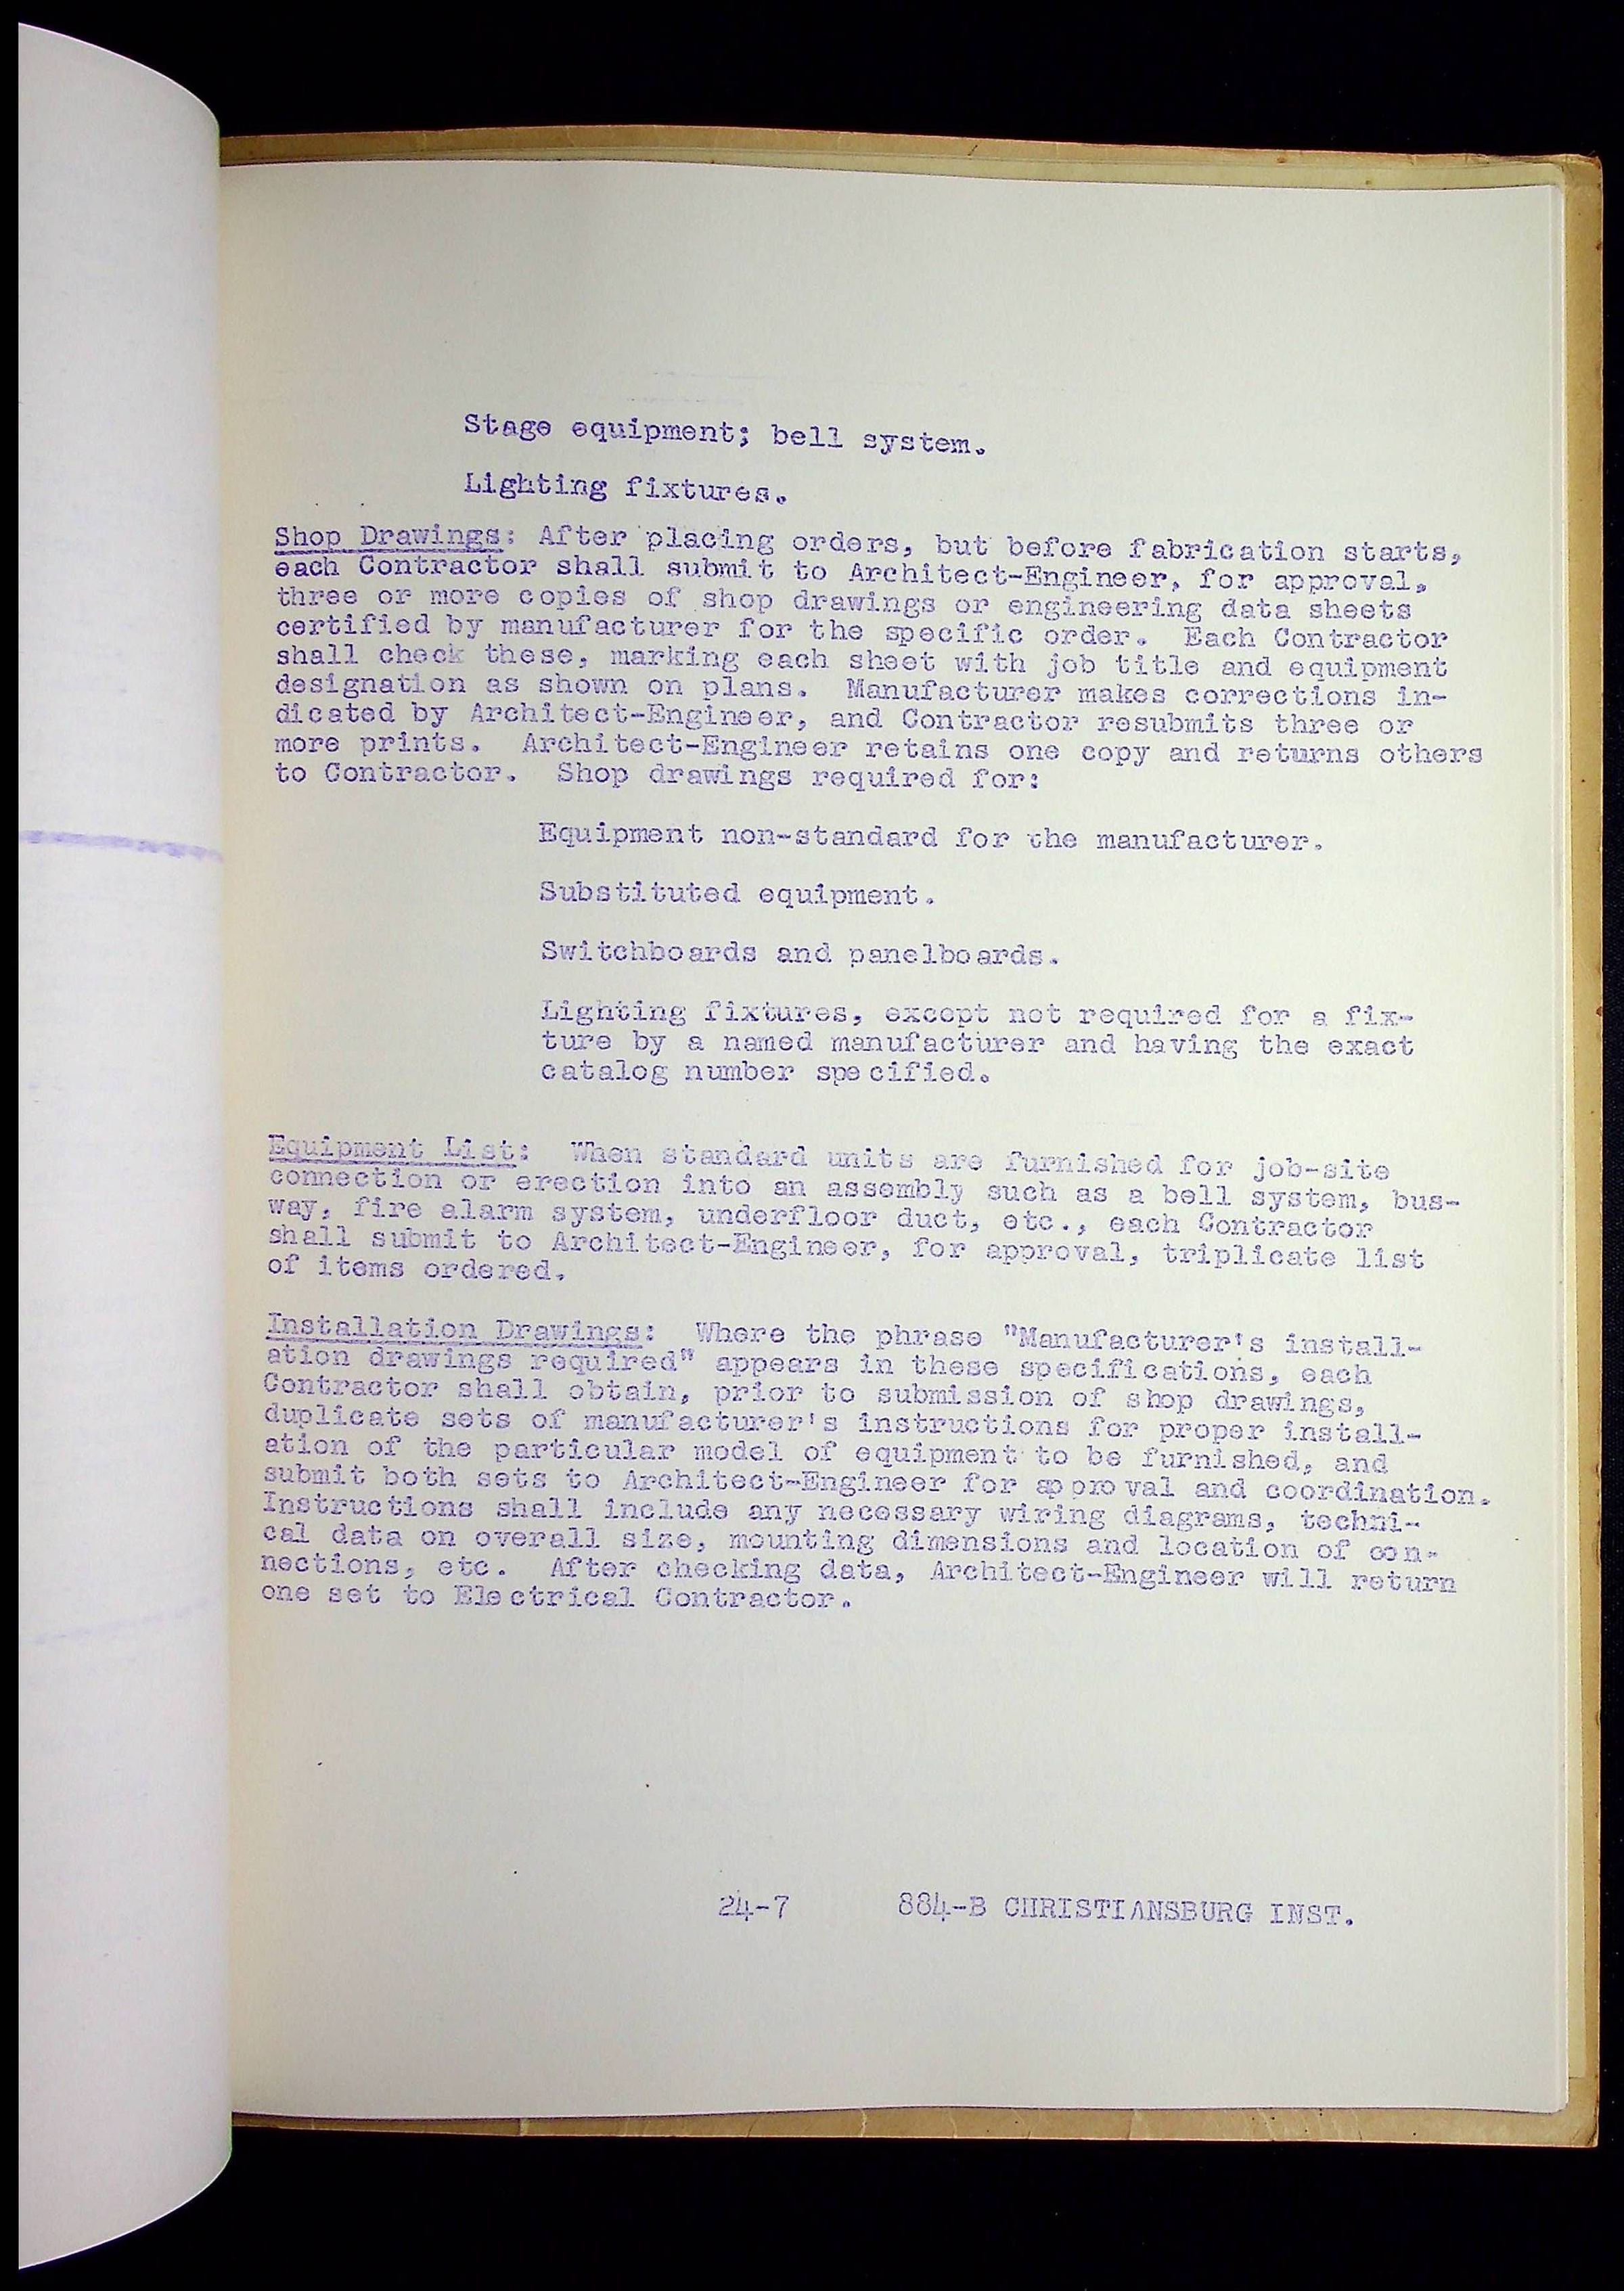 Stage equipment; bell system.
Lighting fixtures.
Shop Drawings: After placing orders, but before fabrication starts,
each Contractor shall submit to Architect-Engineer, for approval,
three or more copies of shop drawings or engineering data sheets
certified by manufacturer for the specific order. Each Contractor
shall check these, marking each sheet with job title and equipment
designation as shown on plans. Manufacturer makes corrections in-
dicated by Architect-Engineer, and Contractor resubmits three or
more prints. Architect-Engineer retains one copy and returns others
to Contractor. Shop drawings required for:
Equipment non-standard for the manufacturer.
Substituted equipment.
Switchboards and panelboards.
Lighting fixtures, except not required for a fix-
ture by a named manufacturer and having the exact
catalog number specified.
Equipment List: When standard units are furnished for job-site
connection or erection into an assembly such as a bell system, bus-
way, fire alarm system, underfloor duct, etc., each Contractor
shall submit to Architect-Engineer, for approval, triplicate list
of items ordered.
Installation Drawings: Where the phrase "Manufacturer's install-
ation drawings required" appears in these specifications, each
Contractor shall obtain, prior to submission of shop drawings,
duplicate sets of manufacturer's instructions for proper install-
ation of the particular model of equipment to be furnished, and
submit both sets to Architect-Engineer for approval and coordination.
Instructions shall include any necessary wiring diagrams, techni-
cal data on overall size, mounting dimensions and location of con-
nections, etc. After checking data, Architect-Engineer will return
one set to Electrical Contractor.
24-7 884-B CHRISTIANSBURG INST.